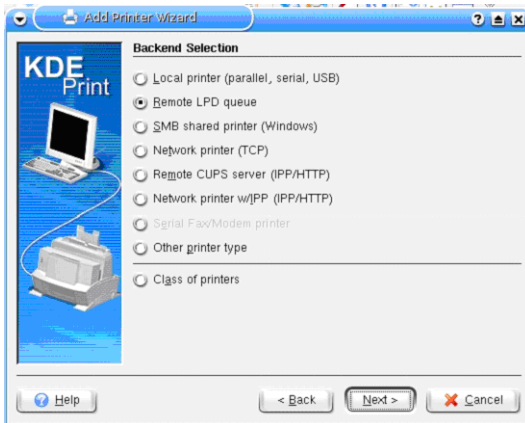 Add Printer Wizard
Backend Selection
KDE
Print
Local printer (parallel, serial, USB)
Remote LPD queue
SMB shared printer (Windows)
Network printer (TCP)
Remote CUPS server (IPP/HTTP)
Network printer w/IPP (IPP/HTTP)
Serial Fax/Modem printer
Other printer type
Class of printers
Help
< Back
Next >
Cancel